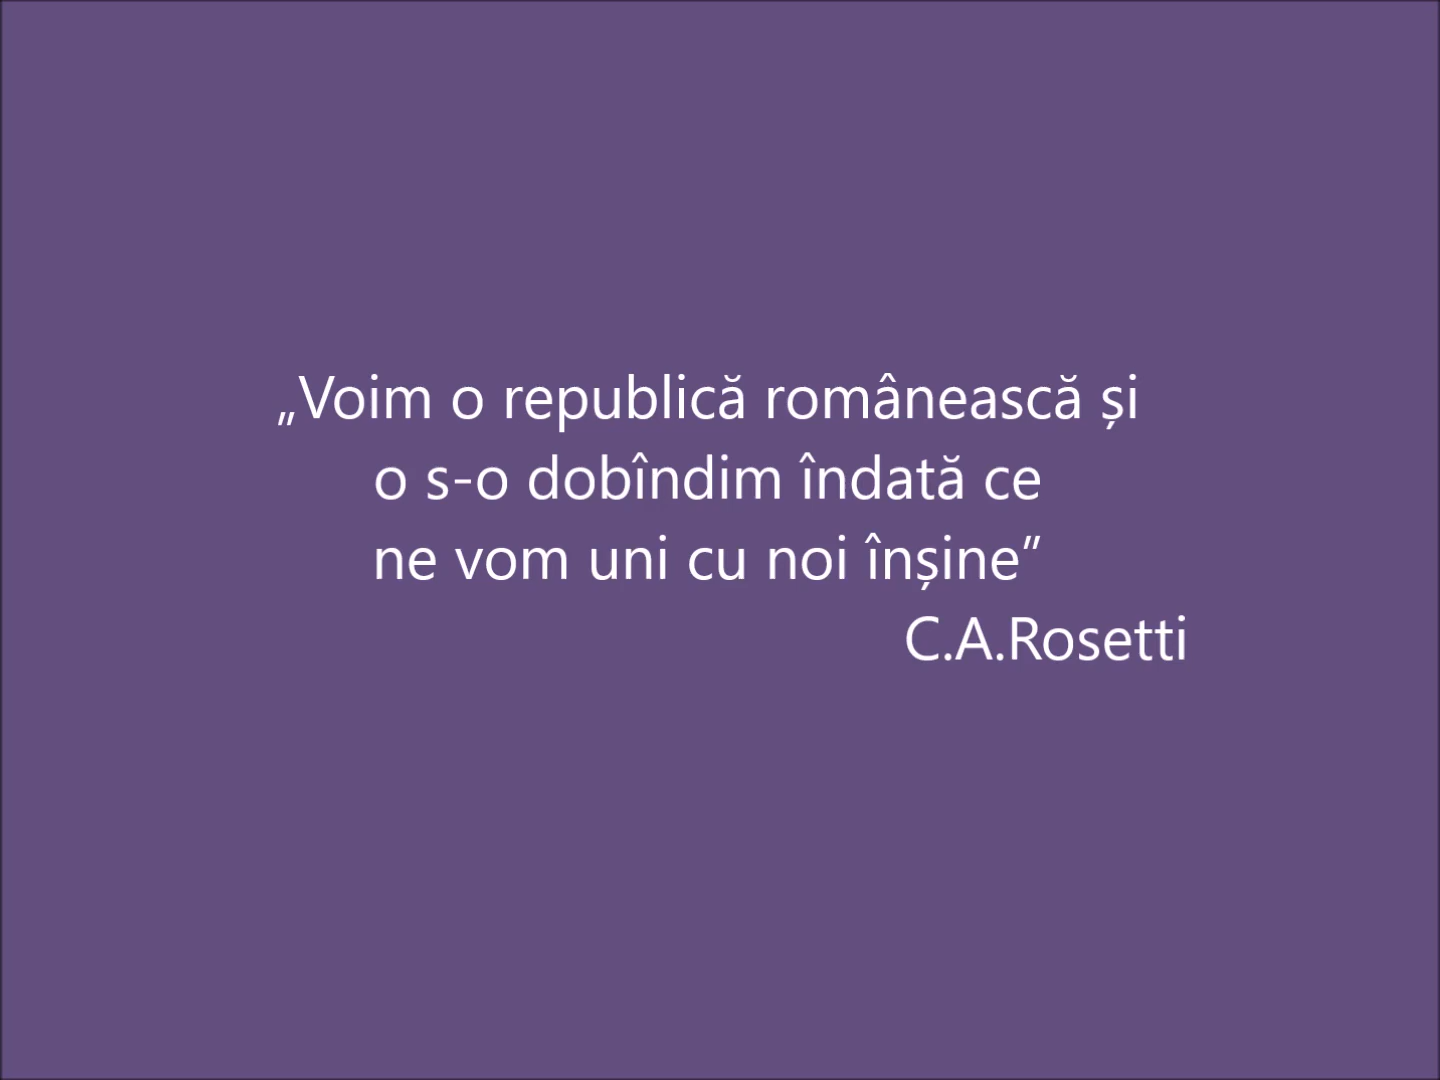 „Voim o republică românească și
o s-o dobîndim îndată ce
ne vom uni cu noi înșine”
C.A.Rosetti